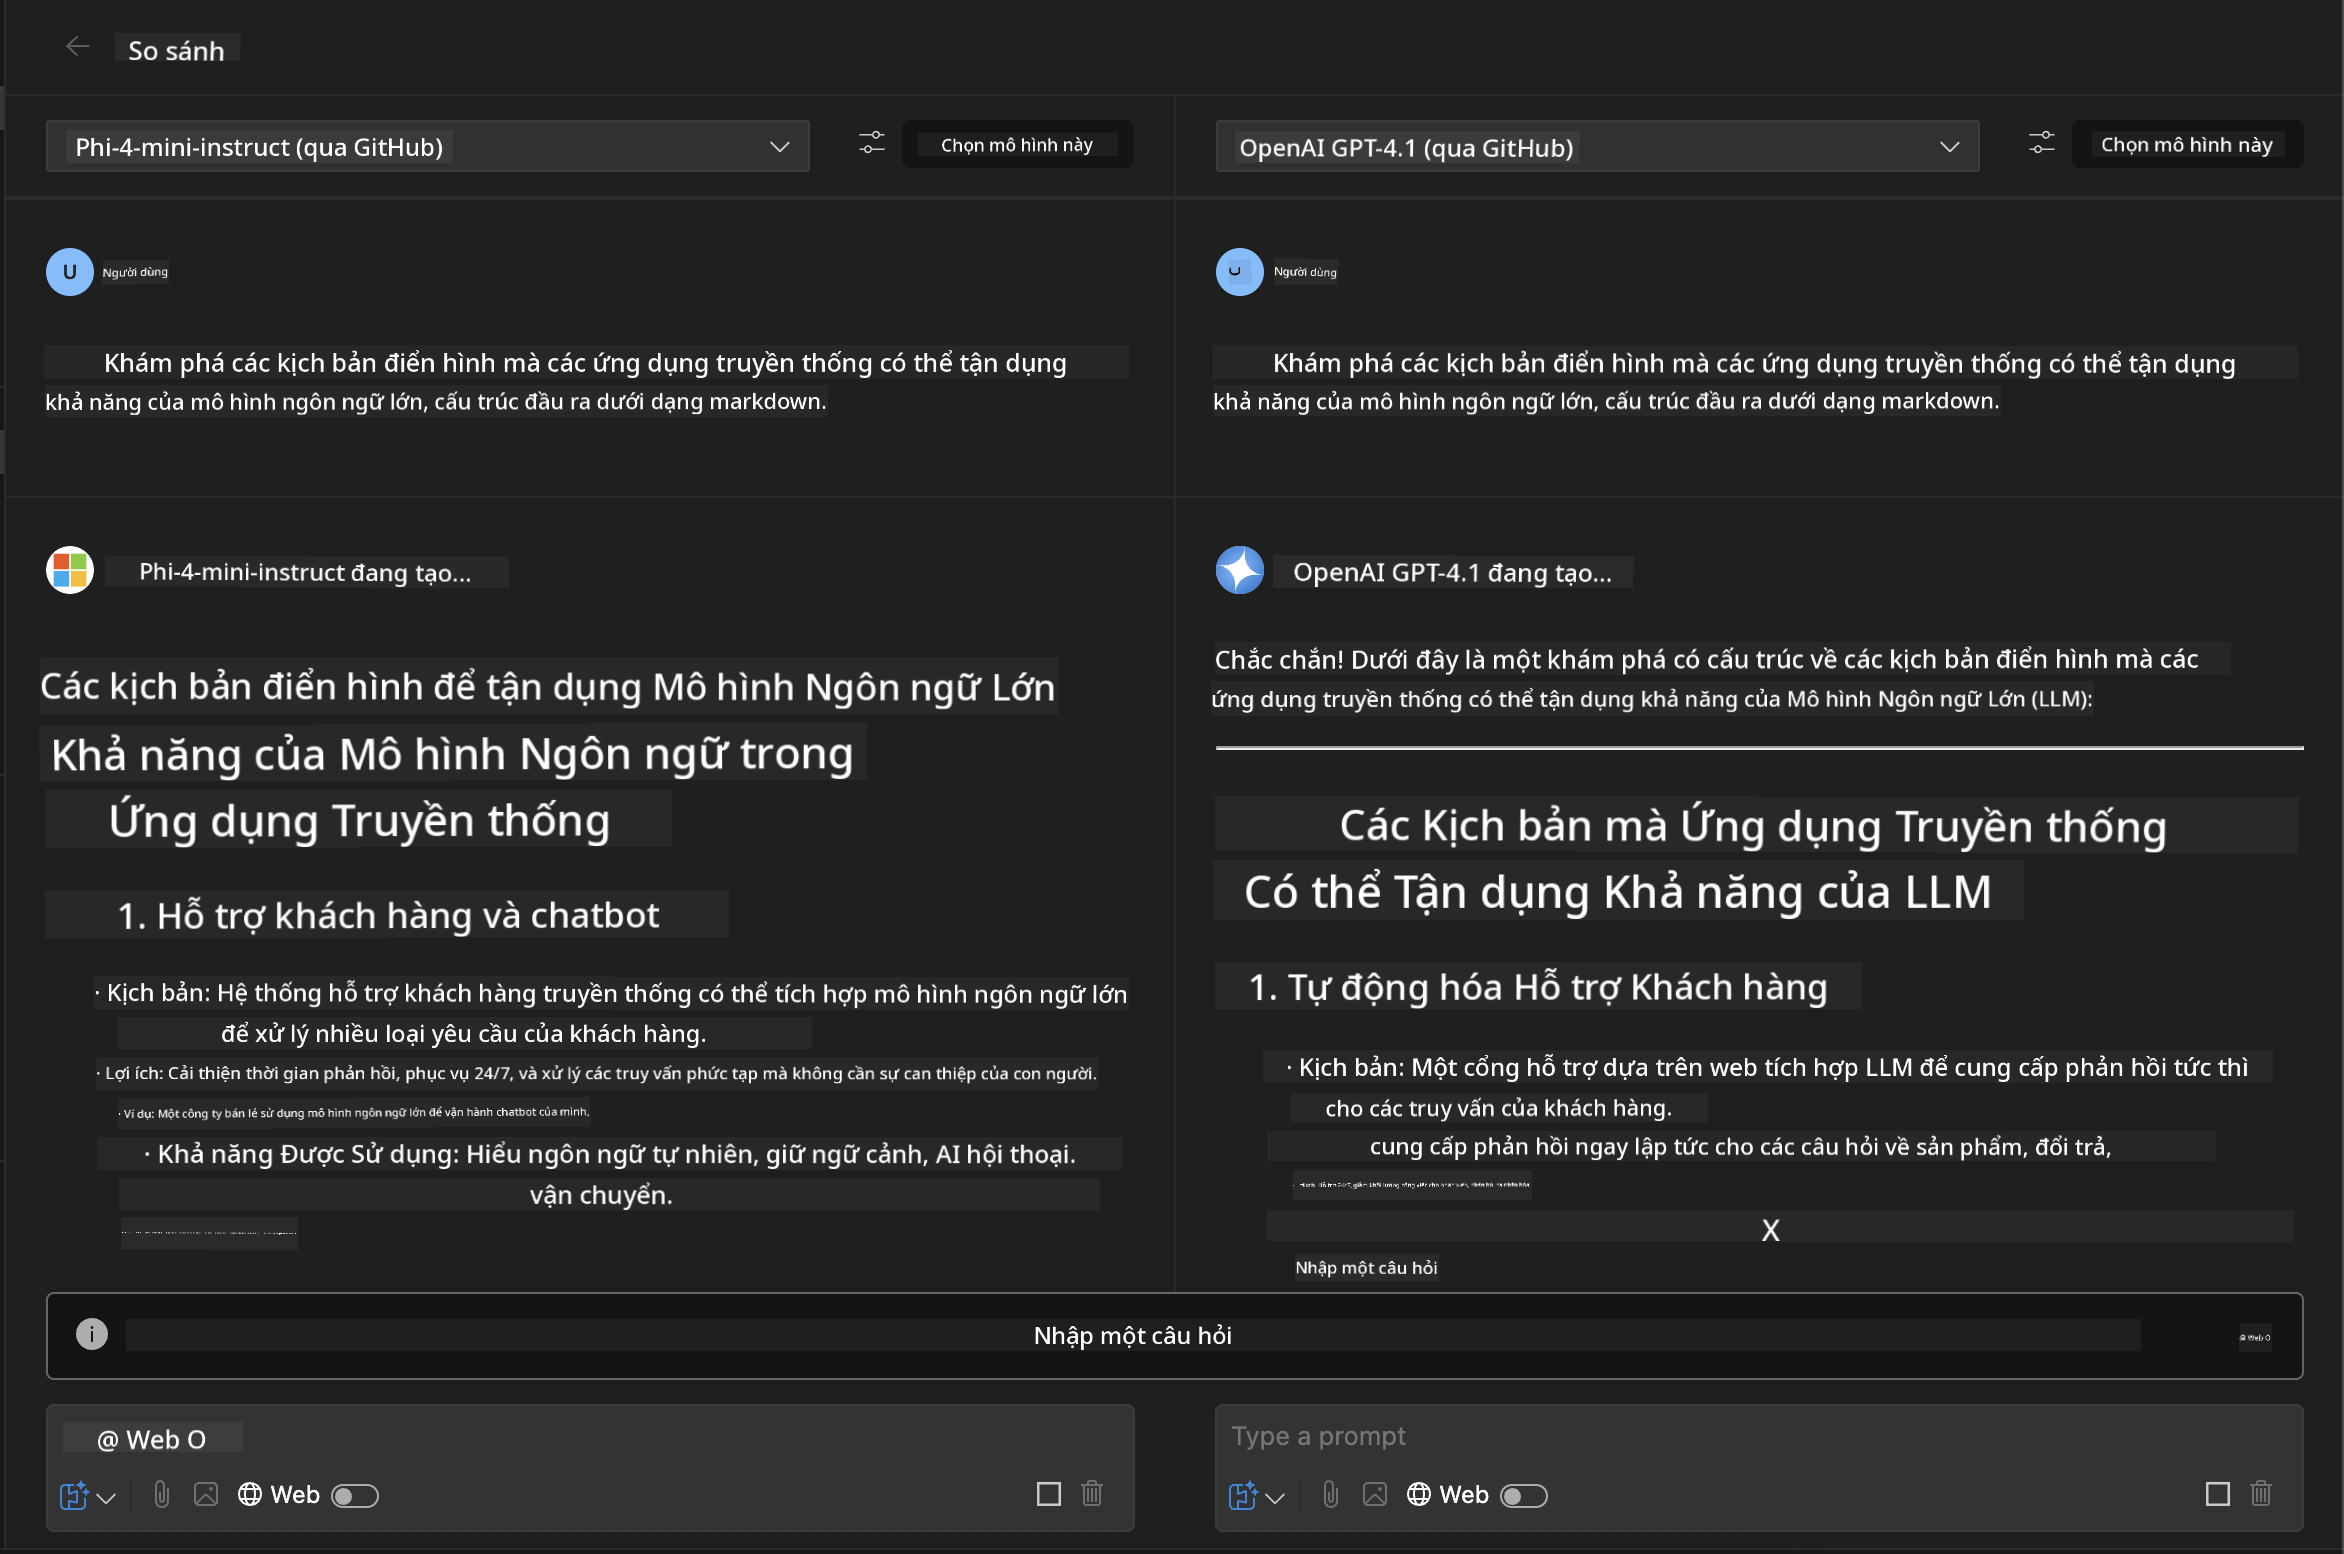 So sánh
Phi-4-mini-instruct (qua GitHub)
Chọn mô hình này
U
Người dùng
Khám phá các kịch bản điển hình mà các ứng dụng truyền thống có thể tận dụng
khả năng của mô hình ngôn ngữ lớn, cấu trúc đầu ra dưới dạng markdown.
Phi-4-mini-instruct đang tạo...
Các kịch bản điển hình để tận dụng Mô hình Ngôn ngữ Lớn
Khả năng của Mô hình Ngôn ngữ trong
Ứng dụng Truyền thống
1. Hỗ trợ khách hàng và chatbot
· Kịch bản: Hệ thống hỗ trợ khách hàng truyền thống có thể tích hợp mô hình ngôn ngữ lớn
để xử lý nhiều loại yêu cầu của khách hàng.
· Lợi ích: Cải thiện thời gian phản hồi, phục vụ 24/7, và xử lý các truy vấn phức tạp mà không cần sự can thiệp của con người.
· Ví dụ: Một công ty bán lẻ sử dụng mô hình ngôn ngữ lớn để vận hành chatbot của mình,
· Khả năng Được Sử dụng: Hiểu ngôn ngữ tự nhiên, giữ ngữ cảnh, AI hội thoại.
vận chuyển.
OpenAI GPT-4.1 (qua GitHub)
Chọn mô hình này
Người dùng
Khám phá các kịch bản điển hình mà các ứng dụng truyền thống có thể tận dụng
khả năng của mô hình ngôn ngữ lớn, cấu trúc đầu ra dưới dạng markdown.
OpenAI GPT-4.1 đang tạo...
Chắc chắn! Dưới đây là một khám phá có cấu trúc về các kịch bản điển hình mà các
ứng dụng truyền thống có thể tận dụng khả năng của Mô hình Ngôn ngữ Lớn (LLM):
Các Kịch bản mà Ứng dụng Truyền thống
Có thể Tận dụng Khả năng của LLM
1. Tự động hóa Hỗ trợ Khách hàng
· Kịch bản: Một cổng hỗ trợ dựa trên web tích hợp LLM để cung cấp phản hồi tức thì
cho các truy vấn của khách hàng.
cung cấp phản hồi ngay lập tức cho các câu hỏi về sản phẩm, đổi trả,
X
Nhập một câu hỏi
Nhập một câu hỏi
@ Web O
@ Web O
Web
Type a prompt
Web